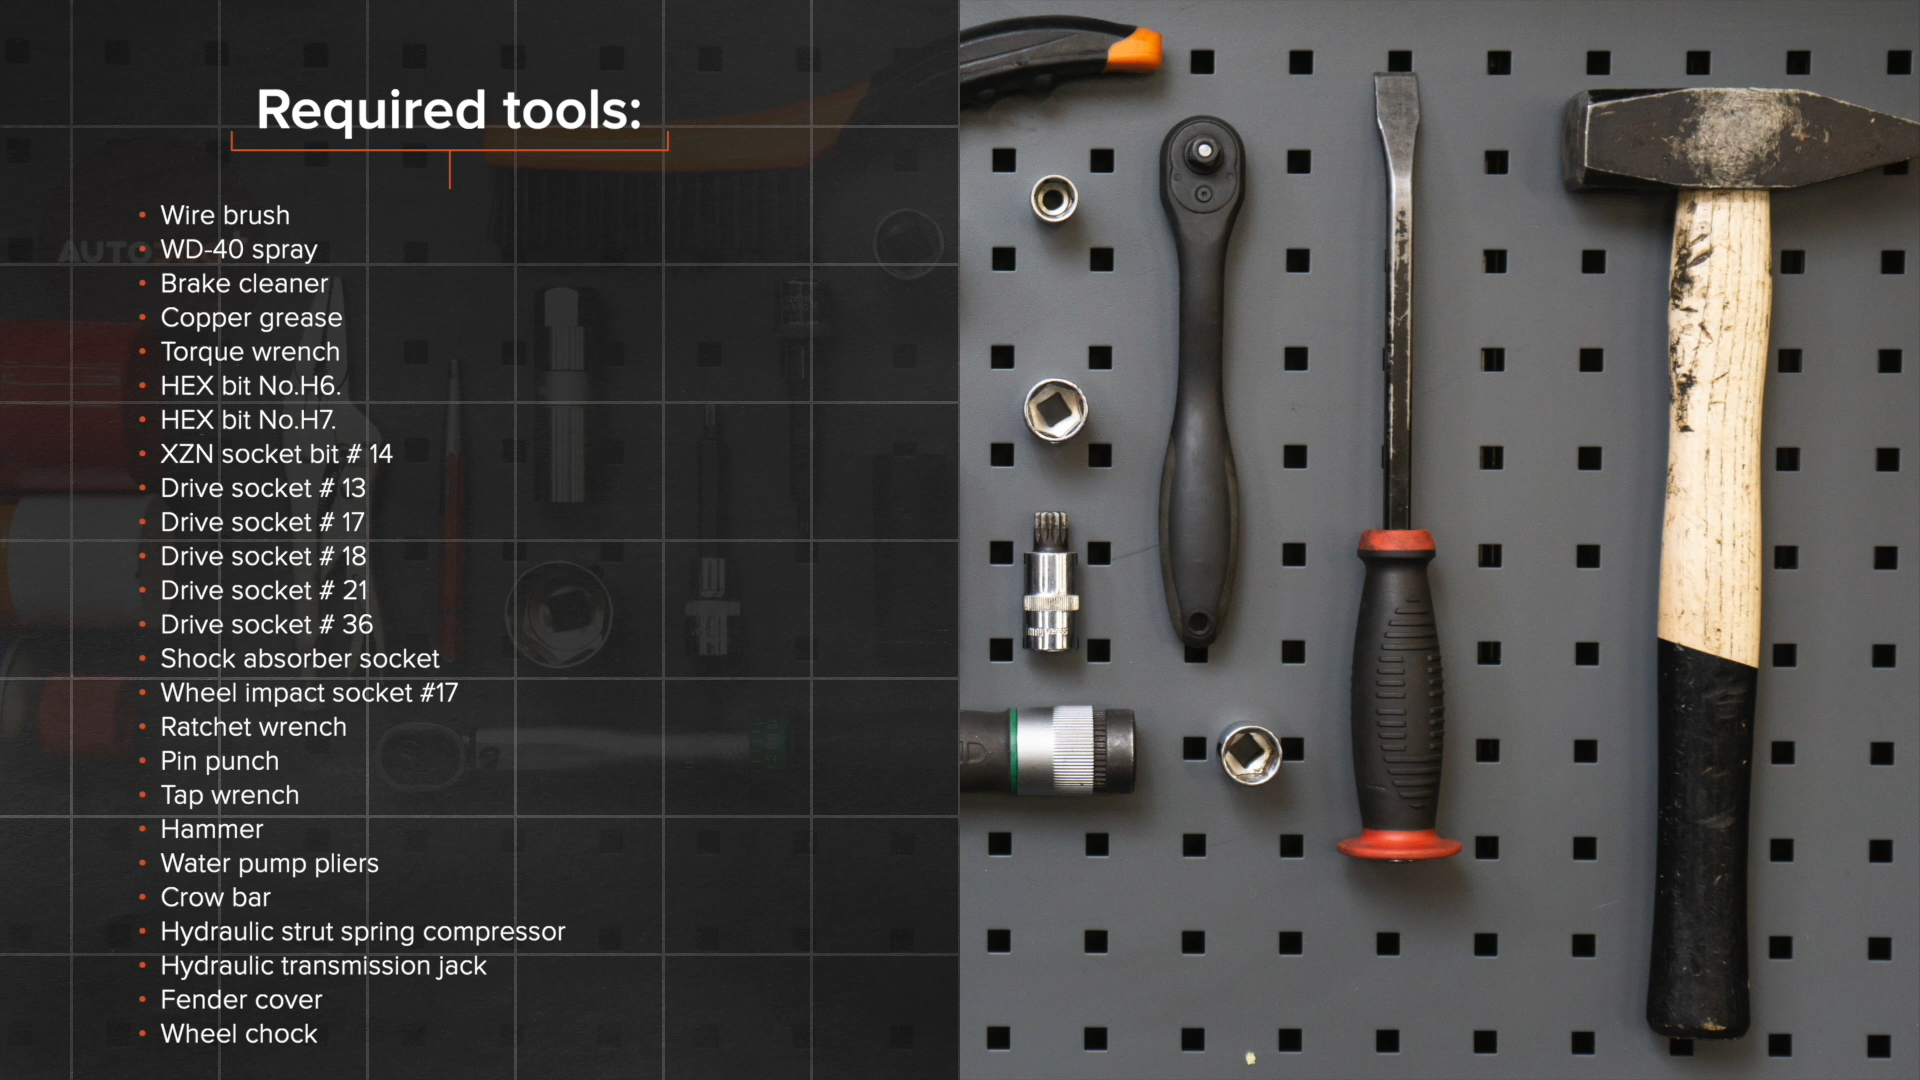 Required tools:
• Wire brush
• WD-40 spray
• Brake cleaner
• Copper grease
• Torque wrench
• HEX bit No.H6.
• HEX bit No.H7.
• XZN socket bit # 14
• Drive socket # 13
• Drive socket # 17
• Drive socket # 18
• Drive socket # 21
• Drive socket # 36
• Shock absorber socket
• Wheel impact socket #17
• Ratchet wrench
• Pin punch
• Tap wrench
• Hammer
• Water pump pliers
• Crow bar
• Hydraulic strut spring compressor
• Hydraulic transmission jack
• Fender cover
• Wheel chock
AUTO